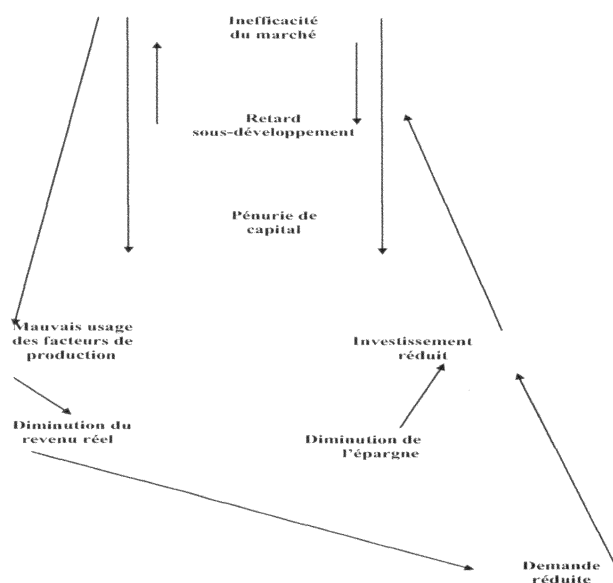 Inefficacité
du marché
Retard
sous-développement
Pénurie de
capital
Mauvais usage
des facteurs de
production
Investissement
réduit
Diminution du
revenu réel
Diminution de
l'épargne
Demande
réduite